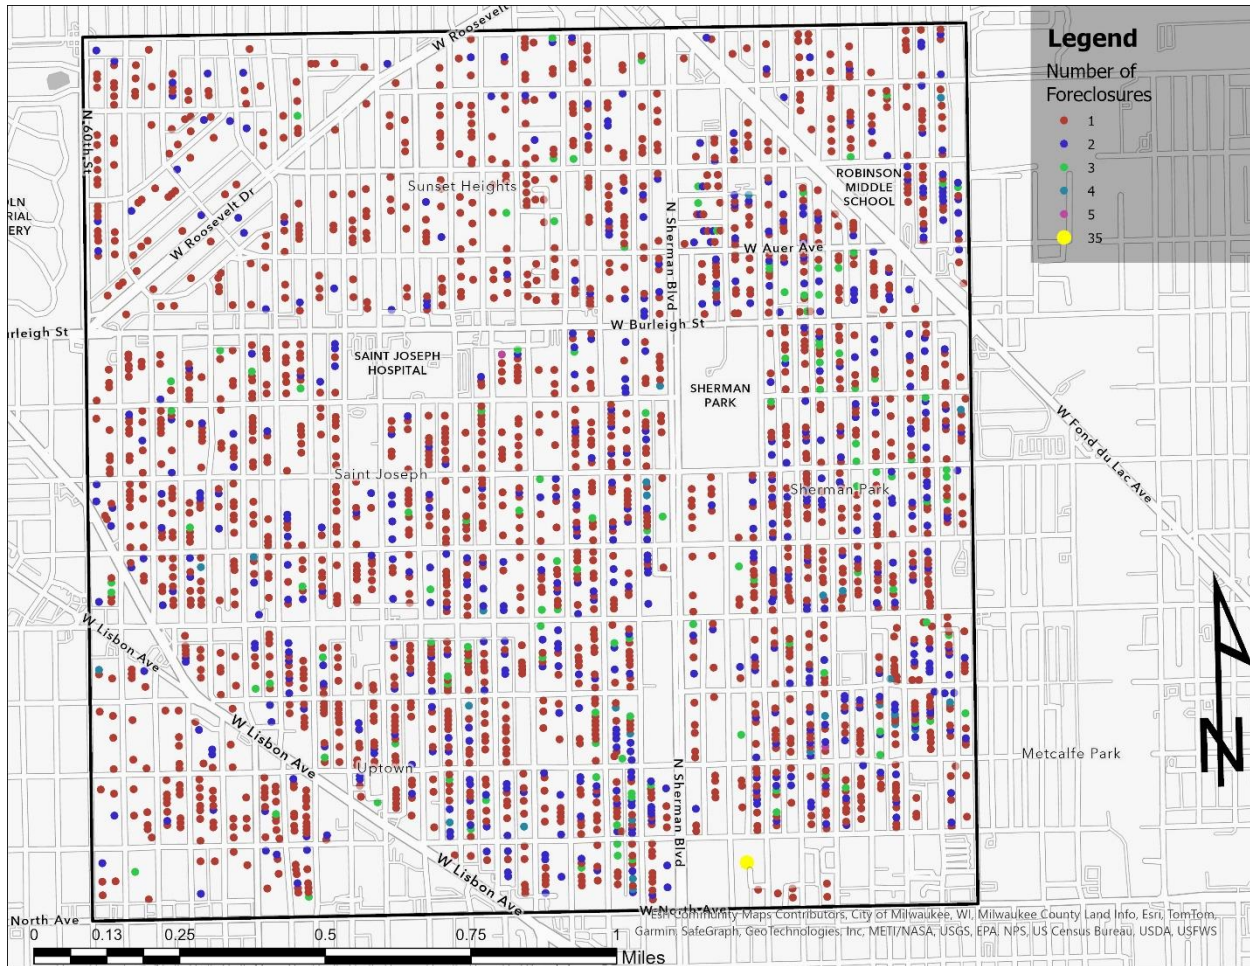 W Roosevelt
Legend
Number of
Foreclosures
1
2
3
4
5
35
N 60th St
ROBINSON
MIDDLE
SCHOOL
Sunset Heights
OLN
RIAL
ERY
W Roosevelt Dr
N Sherman Blvd
W Auer Ave
urleigh St
W Burleigh St
SAINT JOSEPH
HOSPITAL
SHERMAN
PARK
W Fond du Lac Ave
Saint Joseph
Sherman Park
W Lisbon Ave
W Lisbon Ave
Uptown
N Sherman Blvd
Metcalfe Park
N
W Lisbon Ave
North Ave
W North Ave
Esri Community Maps Contributors, City of Milwaukee, WI, Milwaukee County Land Info, Esri, TomTom,
Garmin, SafeGraph, GeoTechnologies, Inc, METI/NASA, USGS, EPA, NPS, US Census Bureau, USDA, USFWS
0 0.13 0.25 0.5 0.75 1
Miles